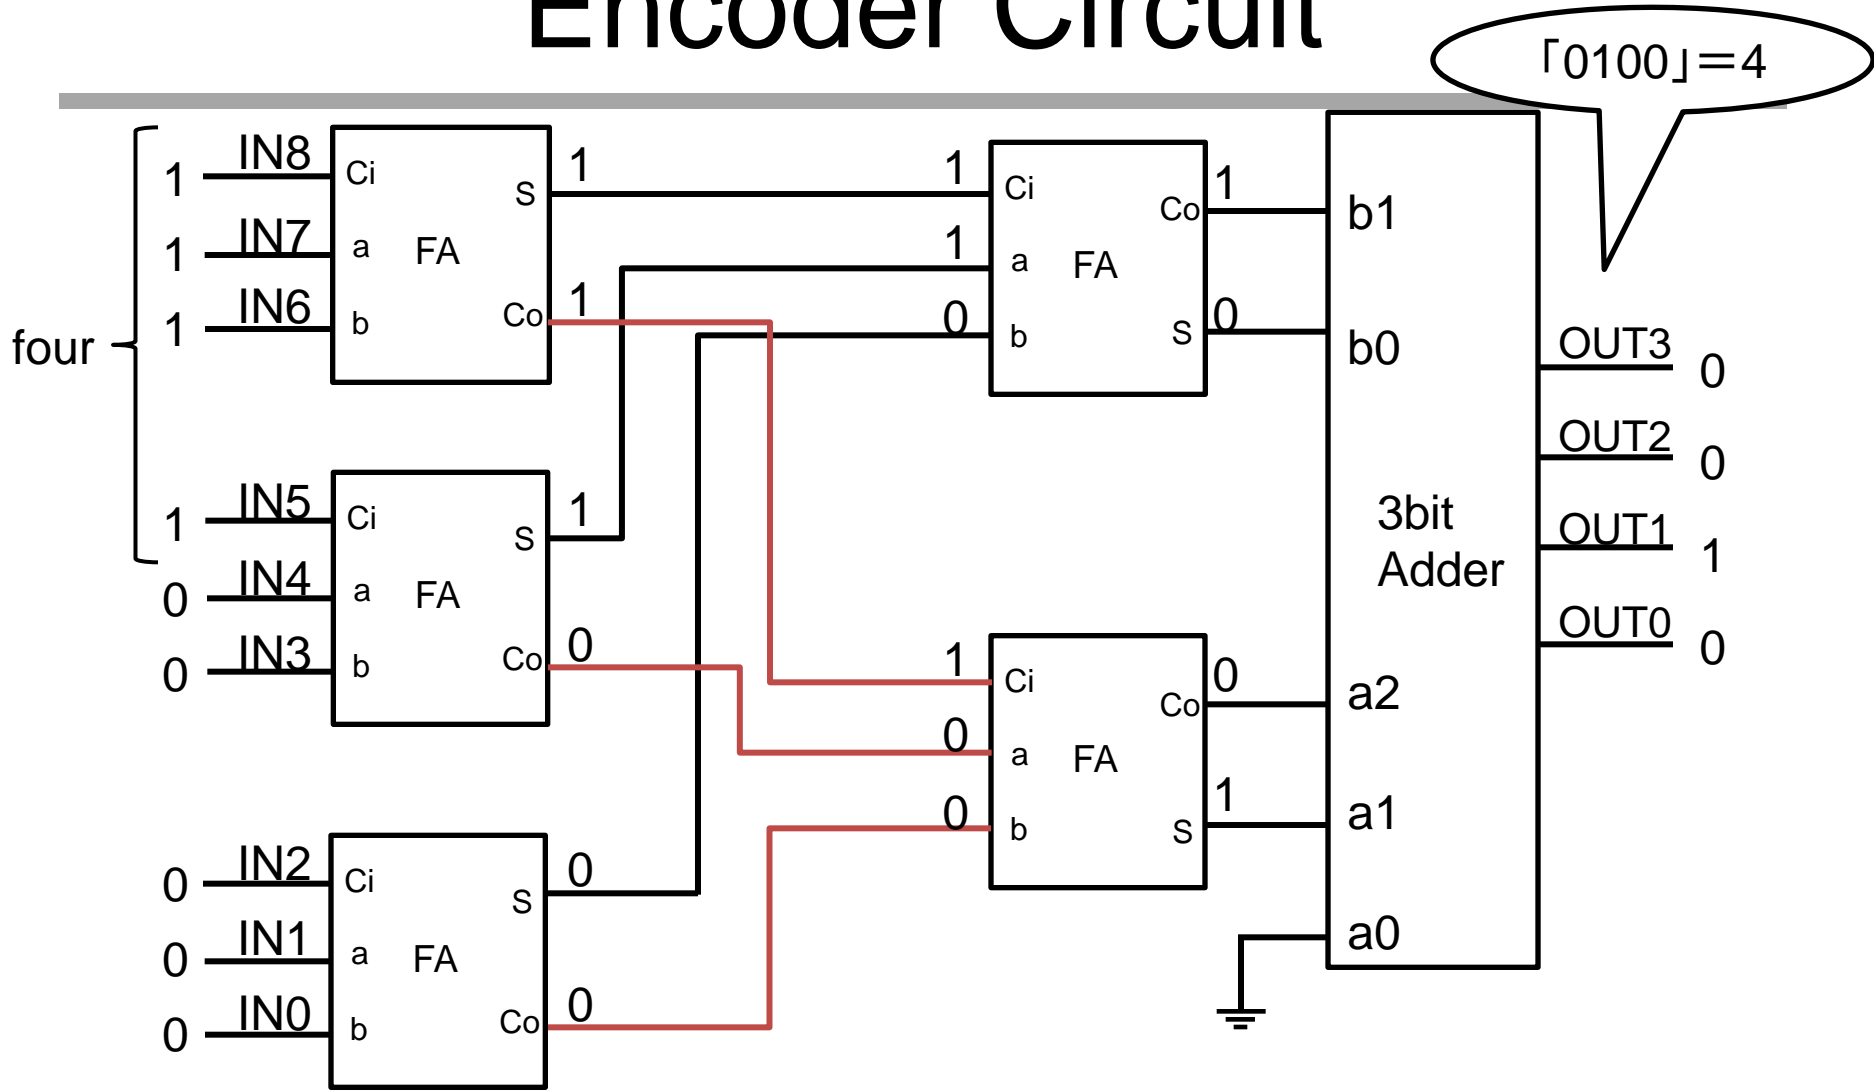 Encoder Circuit
「0100」＝4
four
1 IN8 Ci
1 IN7 a
1 IN6 b
FA
S 1
Co 1
1 IN5 Ci
0 IN4 a
0 IN3 b
FA
S 1
Co 0
0 IN2 Ci
0 IN1 a
0 IN0 b
FA
S 0
Co 0
1 Ci
1 a
0 b
FA
Co 1
S 0
1 Ci
0 a
0 b
FA
Co 0
S 1
b1
b0
3bit
Adder
a2
a1
a0
OUT3 0
OUT2 0
OUT1 1
OUT0 0